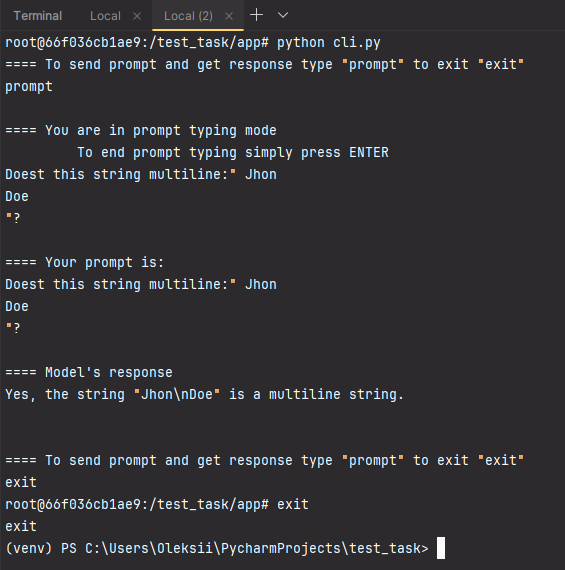 Terminal Local × Local (2) ×
root@66f036cb1ae9:/test_task/app# python cli.py
==== To send prompt and get response type "prompt" to exit "exit"
prompt
==== You are in prompt typing mode
To end prompt typing simply press ENTER
Doest this string multiline:" Jhon
Doe
"?
==== Your prompt is:
Doest this string multiline:" Jhon
Doe
"?
==== Model's response
Yes, the string "Jhon\nDoe" is a multiline string.
==== To send prompt and get response type "prompt" to exit "exit"
exit
root@66f036cb1ae9:/test_task/app# exit
exit
(venv) PS C:\Users\Oleksii\PycharmProjects\test_task>